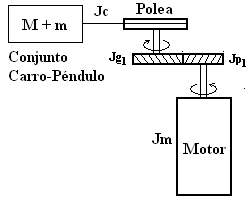 Jc
Polea
M + m
Conjunto
Carro-Péndulo
Jg1
Jp1
Jm
Motor